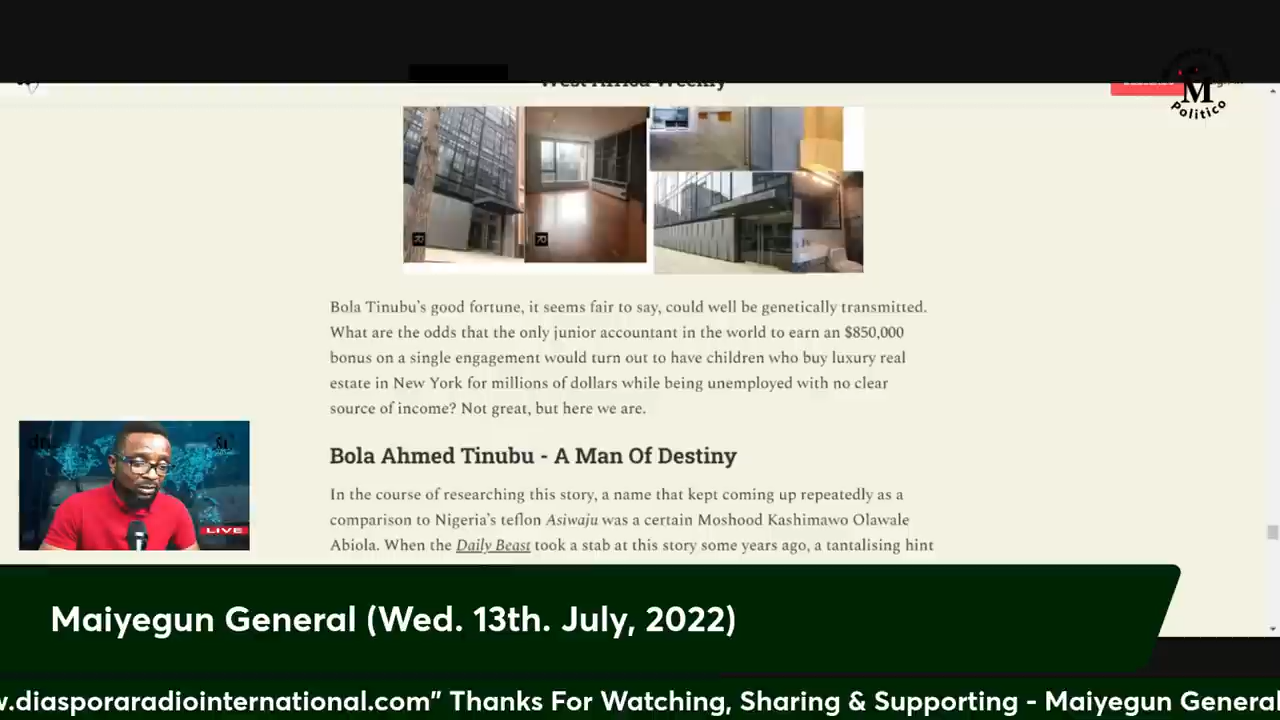 West Africa Weekly
M
Politico
Bola Tinubu's good fortune, it seems fair to say, could well be genetically transmitted.
What are the odds that the only junior accountant in the world to earn an $850,000
bonus on a single engagement would turn out to have children who buy luxury real
estate in New York for millions of dollars while being unemployed with no clear
source of income? Not great, but here we are.
Bola Ahmed Tinubu - A Man Of Destiny
In the course of researching this story, a name that kept coming up repeatedly as a
comparison to Nigeria's teflon Asiwaju was a certain Moshood Kashimawo Olawale
Abiola. When the Daily Beast took a stab at this story some years ago, a tantalising hint
LIVE
Maiyegun General (Wed. 13th. July, 2022)
.diasporaradiointernational.com” Thanks For Watching, Sharing & Supporting - Maiyegun General